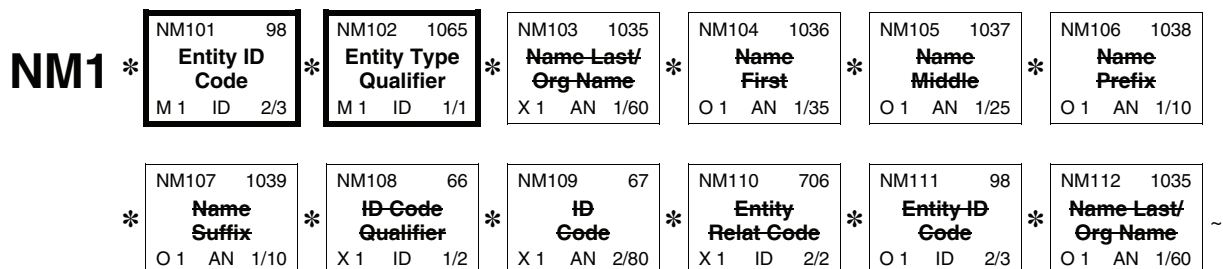 NM1 * NM101 98 * NM102 1065 * NM103 1035 * NM104 1036 * NM105 1037 * NM106 1038
Entity ID Entity Type Name Last/ Name Name Name
Code Qualifier Org Name First Middle Prefix
M 1 ID 2/3 M 1 ID 1/1 X 1 AN 1/60 O 1 AN 1/35 O 1 AN 1/25 O 1 AN 1/10
* NM107 1039 * NM108 66 * NM109 67 * NM110 706 * NM111 98 * NM112 1035 ~
Name ID Code ID Entity Entity ID Name Last/
Suffix Qualifier Code Relat Code Code Org Name
O 1 AN 1/10 X 1 ID 1/2 X 1 AN 2/80 X 1 ID 2/2 O 1 ID 2/3 O 1 AN 1/60